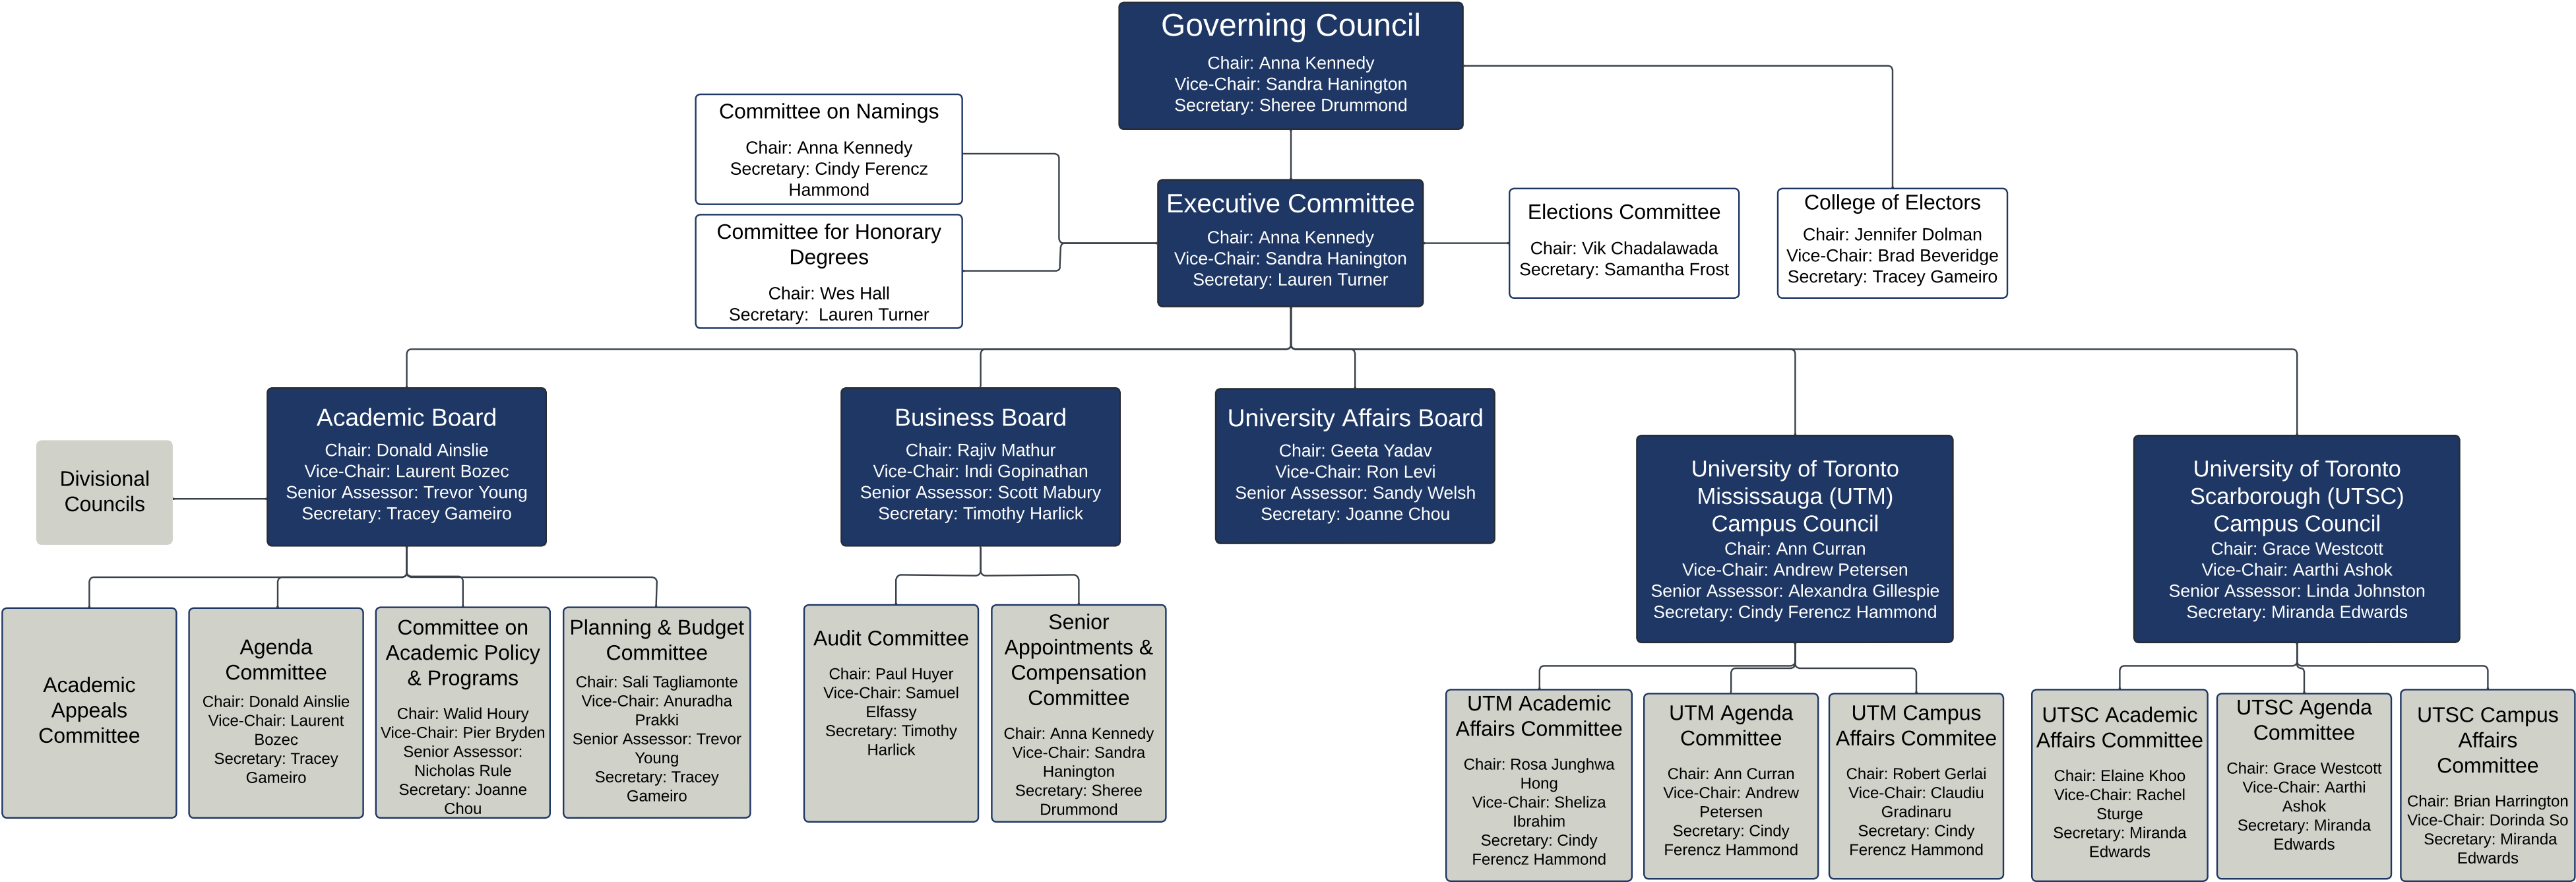 Governing Council
Chair: Anna Kennedy
Vice-Chair: Sandra Hanington
Secretary: Sheree Drummond
Committee on Namings
Chair: Anna Kennedy
Secretary: Cindy Ferencz
Hammond
Committee for Honorary
Degrees
Chair: Wes Hall
Secretary:  Lauren Turner
Executive Committee
Chair: Anna Kennedy
Vice-Chair: Sandra Hanington
Secretary: Lauren Turner
Elections Committee
Chair: Vik Chadalawada
Secretary: Samantha Frost
College of Electors
Chair: Jennifer Dolman
Vice-Chair: Brad Beveridge
Secretary: Tracey Gameiro
Divisional
Councils
Academic Board
Chair: Donald Ainslie
Vice-Chair: Laurent Bozec
Senior Assessor: Trevor Young
Secretary: Tracey Gameiro
Business Board
Chair: Rajiv Mathur
Vice-Chair: Indi Gopinathan
Senior Assessor: Scott Mabury
Secretary: Timothy Harlick
University Affairs Board
Chair: Geeta Yadav
Vice-Chair: Ron Levi
Senior Assessor: Sandy Welsh
Secretary: Joanne Chou
University of Toronto
Mississauga (UTM)
Campus Council
Chair: Ann Curran
Vice-Chair: Andrew Petersen
Senior Assessor: Alexandra Gillespie
Secretary: Cindy Ferencz Hammond
University of Toronto
Scarborough (UTSC)
Campus Council
Chair: Grace Westcott
Vice-Chair: Aarthi Ashok
Senior Assessor: Linda Johnston
Secretary: Miranda Edwards
Academic
Appeals
Committee
Agenda
Committee
Chair: Donald Ainslie
Vice-Chair: Laurent
Bozec
Secretary: Tracey
Gameiro
Committee on
Academic Policy
& Programs
Chair: Walid Houry
Vice-Chair: Pier Bryden
Senior Assessor:
Nicholas Rule
Secretary: Joanne
Chou
Planning & Budget
Committee
Chair: Sali Tagliamonte
Vice-Chair: Anuradha
Prakki
Senior Assessor: Trevor
Young
Secretary: Tracey
Gameiro
Audit Committee
Chair: Paul Huyer
Vice-Chair: Samuel
Elfassy
Secretary: Timothy
Harlick
Senior
Appointments &
Compensation
Committee
Chair: Anna Kennedy
Vice-Chair: Sandra
Hanington
Secretary: Sheree
Drummond
UTM Academic
Affairs Committee
Chair: Rosa Junghwa
Hong
Vice-Chair: Sheliza
Ibrahim
Secretary: Cindy
Ferencz Hammond
UTM Agenda
Committee
Chair: Ann Curran
Vice-Chair: Andrew
Petersen
Secretary: Cindy
Ferencz Hammond
UTM Campus
Affairs Commitee
Chair: Robert Gerlai
Vice-Chair: Claudiu
Gradinaru
Secretary: Cindy
Ferencz Hammond
UTSC Academic
Affairs Committee
Chair: Elaine Khoo
Vice-Chair: Rachel
Sturge
Secretary: Miranda
Edwards
UTSC Agenda
Committee
Chair: Grace Westcott
Vice-Chair: Aarthi
Ashok
Secretary: Miranda
Edwards
UTSC Campus
Affairs
Committee
Chair: Brian Harrington
Vice-Chair: Dorinda So
Secretary: Miranda
Edwards